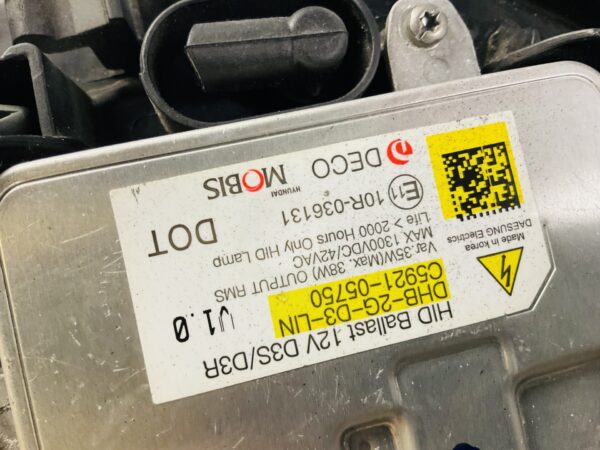 HID Ballast 12V D3S/D3R
DHB-2G-D3-LIN
C5921-05750
V1.0
Var.35W(Max. 38W) OUTPUT RMS
MAX 1300VDC/42VAC
Life > 2000 Hours Only HID Lamp
DOT
E11 10R-036131
DECO HYUNDAI MOBIS
Made in korea
DAESUNG Electrics